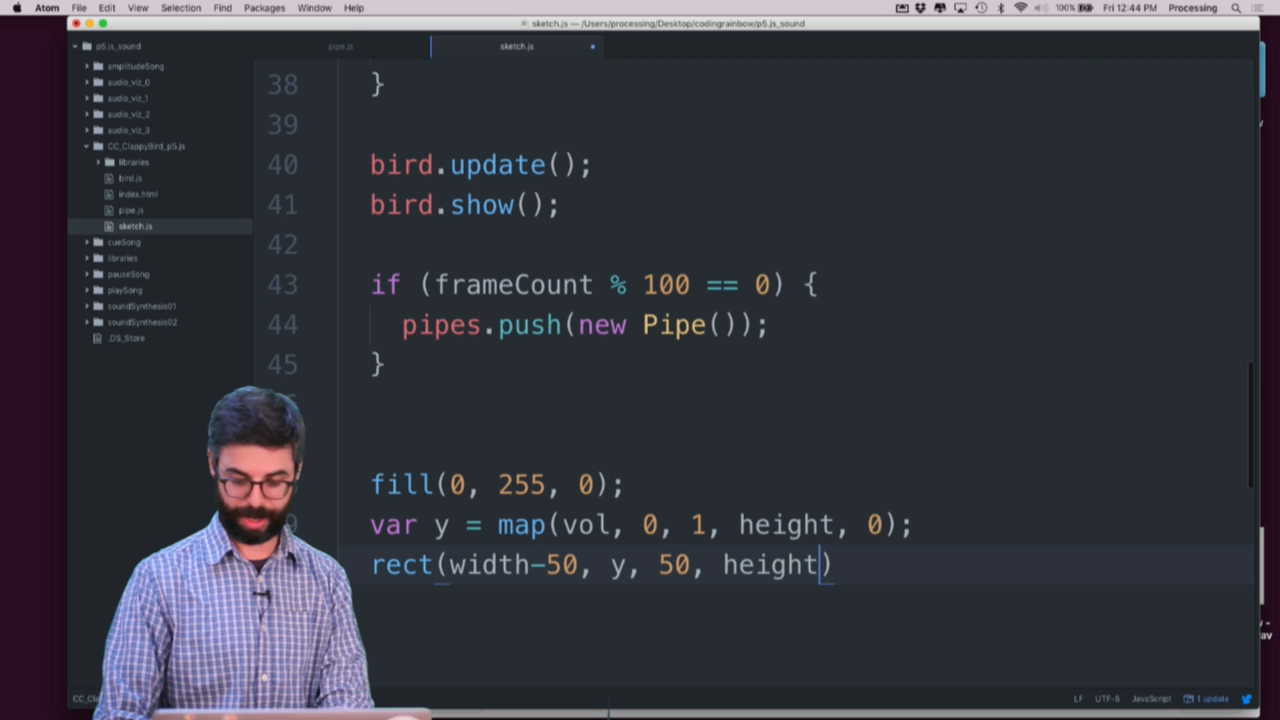 Atom File Edit View Selection Find Packages Window Help 100% Fri 12:44 PM Processing
sketch.js — /Users/processing/Desktop/codingrainbow/p5.js_sound
p5.js_sound pipe.js sketch.js
amplitudeSong
audio_viz_0
audio_viz_1
audio_viz_2
audio_viz_3
CC_ClappyBird_p5.js
libraries
bird.js
index.html
pipe.js
sketch.js
cueSong
libraries
pauseSong
playSong
soundSynthesis01
soundSynthesis02
.DS_Store
38 }
39
40 bird.update();
41 bird.show();
42
43 if (frameCount % 100 == 0) {
44 pipes.push(new Pipe());
45 }
fill(0, 255, 0);
var y = map(vol, 0, 1, height, 0);
rect(width-50, y, 50, height)
LF UTF-8 JavaScript 1 update